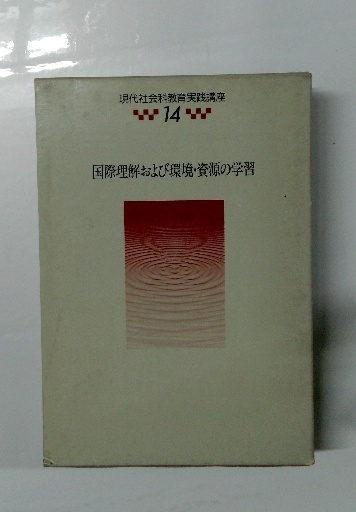 現代社会科教育実践講座
14
国際理解および環境・資源の学習